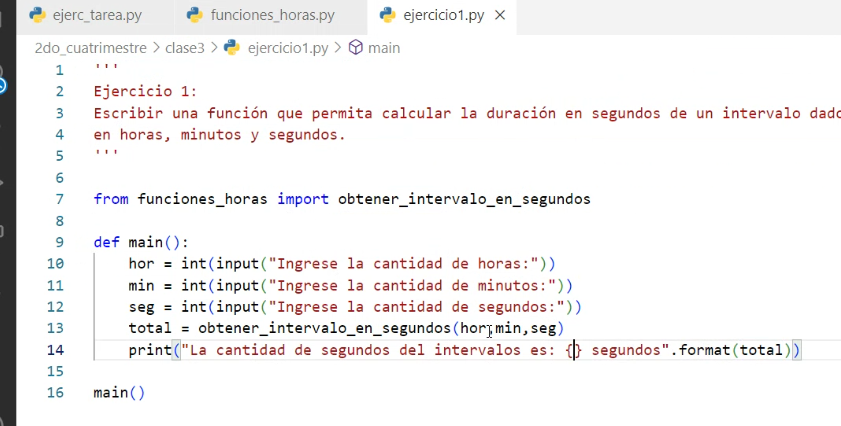 ejerc_tarea.py funciones_horas.py ejercicio1.py
2do_cuatrimestre > clase3 > ejercicio1.py > main
1 '''
2 Ejercicio 1:
3 Escribir una función que permita calcular la duración en segundos de un intervalo dado
4 en horas, minutos y segundos.
5 '''
6
7 from funciones_horas import obtener_intervalo_en_segundos
8
9 def main():
10 hor = int(input("Ingrese la cantidad de horas:"))
11 min = int(input("Ingrese la cantidad de minutos:"))
12 seg = int(input("Ingrese la cantidad de segundos:"))
13 total = obtener_intervalo_en_segundos(hor,min,seg)
14 print("La cantidad de segundos del intervalos es: {} segundos".format(total))
15
16 main()